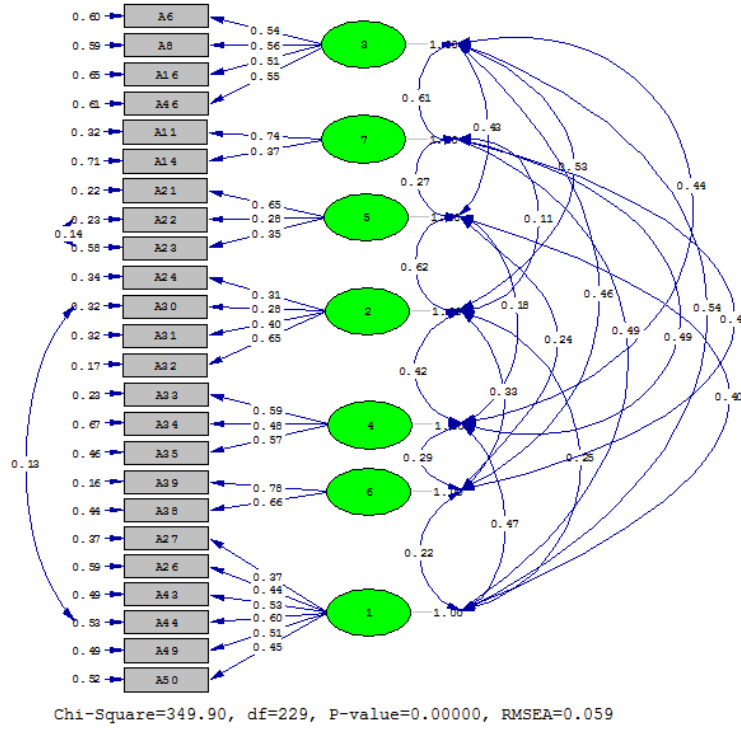 0.60 A6
0.54
0.59 A8 0.56 3 1.00
0.65 A16 0.51
0.55
0.61 A46
0.61
0.43
0.32 A11 0.74 7 1.00
0.71 A14 0.37
0.53
0.44
0.22 A21 0.65 0.27
0.23 A22 0.28 5 0.11
0.14
0.58 A23 0.35
0.34 A24 0.62
0.31
0.32 A30 0.28 2 0.18 0.46 0.54
0.32 A31 0.40 0.49 0.49
0.65 0.24
0.17 A32 0.42 0.33
0.23 A33 0.40
0.59
0.67 A34 0.48 4
0.46 A35 0.57
0.13 0.29 0.25
0.16 A39 0.78 6
0.44 A38 0.66
0.47
0.37 A27
0.22
0.59 A26 0.37
0.44
0.49 A43 0.53
0.53 A44 0.60 1 1.00
0.49 A49 0.51
0.45
0.52 A50
Chi-Square=349.90, df=229, P-value=0.00000, RMSEA=0.059